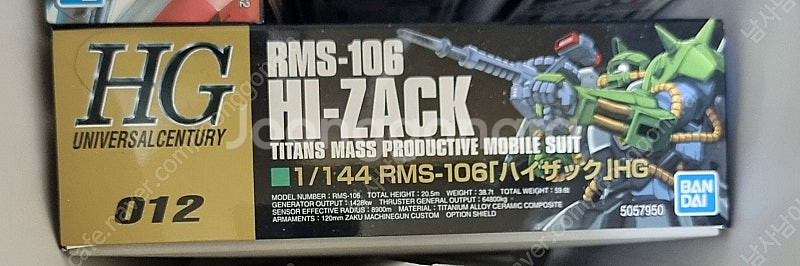 HG
UNIVERSAL CENTURY
012
RMS-106
HI-ZACK
TITANS MASS PRODUCTIVE MOBILE SUIT
■1/144 RMS-106「ハイザック」HG
MODEL NUMBER : RMS-106 TOTAL HEIGHT : 20.5m WEIGHT : 38.7t TOTAL WEIGHT : 59.6t
GENERATOR OUTPUT : 1428kw THRUSTER GENERAL OUTPUT : 64800kg
SENSOR EFFECTIVE RADIUS : 8900m MATERIAL : TITANIUM ALLOY CERAMIC COMPOSITE
ARMAMENTS : 120mm ZAKU MACHINEGUN CUSTOM OPTION SHIELD
BAN
DAI
5057950